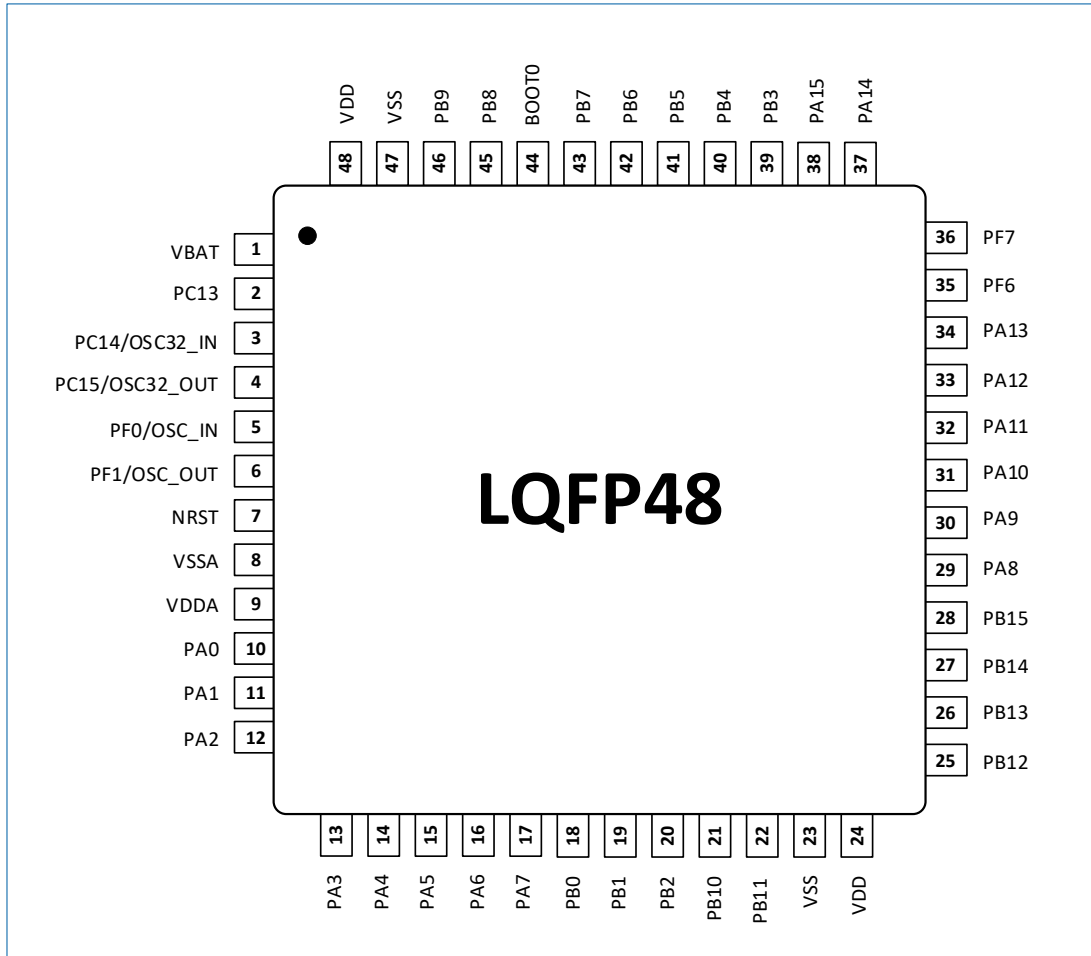 VDD VSS PB9 PB8 BOOT0 PB7 PB6 PB5 PB4 PB3 PA15 PA14
48 47 46 45 44 43 42 41 40 39 38 37
VBAT 1
PC13 2
PC14/OSC32_IN 3
PC15/OSC32_OUT 4
PF0/OSC_IN 5
PF1/OSC_OUT 6
NRST 7
VSSA 8
VDDA 9
PA0 10
PA1 11
PA2 12
LQFP48
36 PF7
35 PF6
34 PA13
33 PA12
32 PA11
31 PA10
30 PA9
29 PA8
28 PB15
27 PB14
26 PB13
25 PB12
13 14 15 16 17 18 19 20 21 22 23 24
PA3 PA4 PA5 PA6 PA7 PB0 PB1 PB2 PB10 PB11 VSS VDD